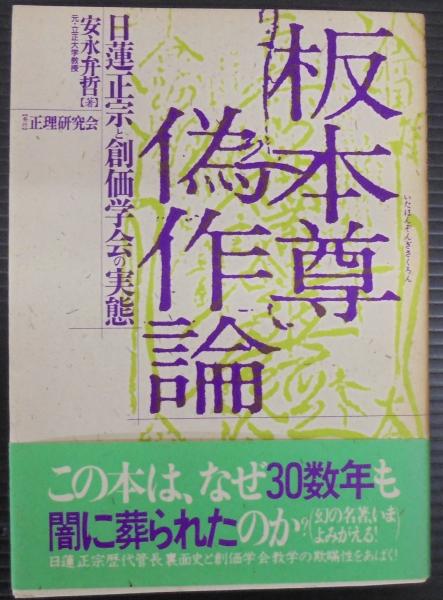 板本尊
偽作論
いたほんぞんぎさくろん
日蓮正宗と創価学会の実態
安永弁哲[著]
元・立正大学教授
[発行]正理研究会
この本は、なぜ30数年も
闇に葬られたのか?(幻の名著、いまよみがえる!)
日蓮正宗歴代管長裏面史と創価学会教学の欺瞞性をあばく!